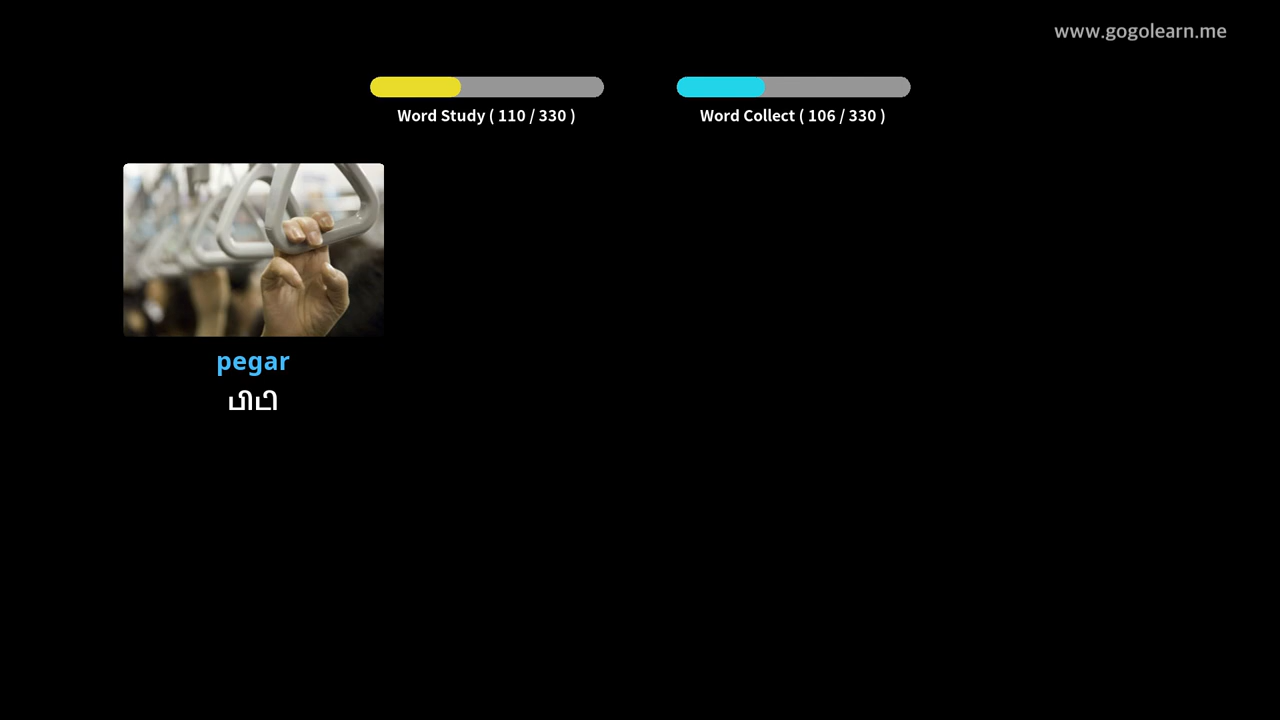 www.gogolearn.me
Word Study ( 110 / 330 )
Word Collect ( 106 / 330 )
pegar
பிடி